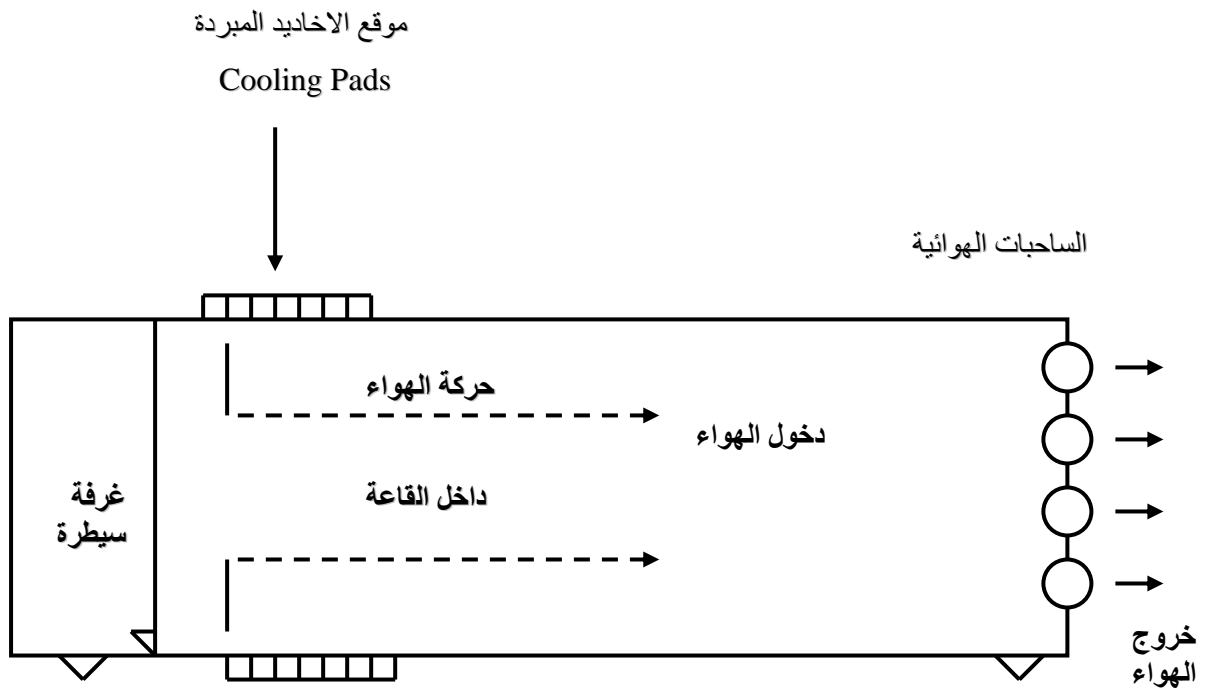 موقع الاخاديد المبردة
Cooling Pads
الساحبات الهوائية
حركة الهواء
دخول الهواء
داخل القاعة
غرفة
سيطرة
خروج
الهواء